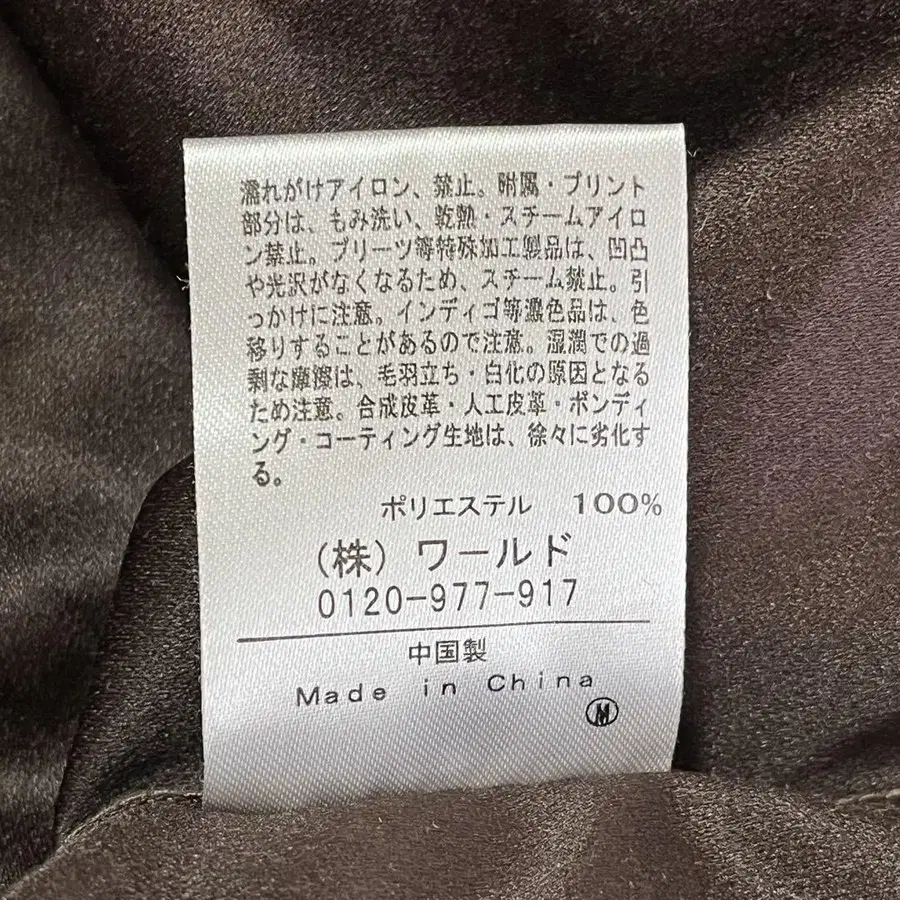 濡れがけアイロン、禁止。附属・プリント
部分は、もみ洗い、乾熱・スチームアイロ
ン禁止。プリーツ等特殊加工製品は、凹凸
や光沢がなくなるため、スチーム禁止。引
っかけに注意。インディゴ等濃色品は、色
移りすることがあるので注意。湿潤での過
剰な摩擦は、毛羽立ち・白化の原因となる
ため注意。合成皮革・人工皮革・ボンディ
ング・コーティング生地は、徐々に劣化す
る。
ポリエステル 100%
(株) ワールド
0120-977-917
中国製
Made in China
M